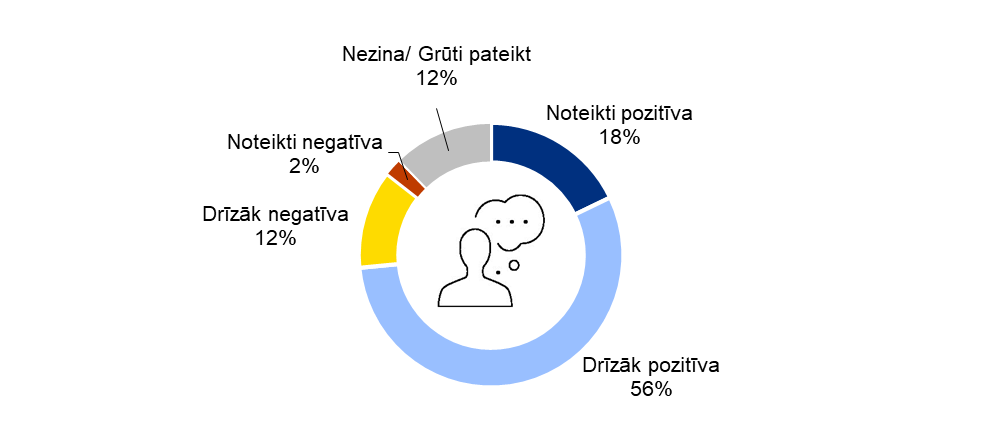 Nezina/ Grūti pateikt
12%
Noteikti pozitīva
18%
Noteikti negatīva
2%
Drīzāk negatīva
12%
Drīzāk pozitīva
56%